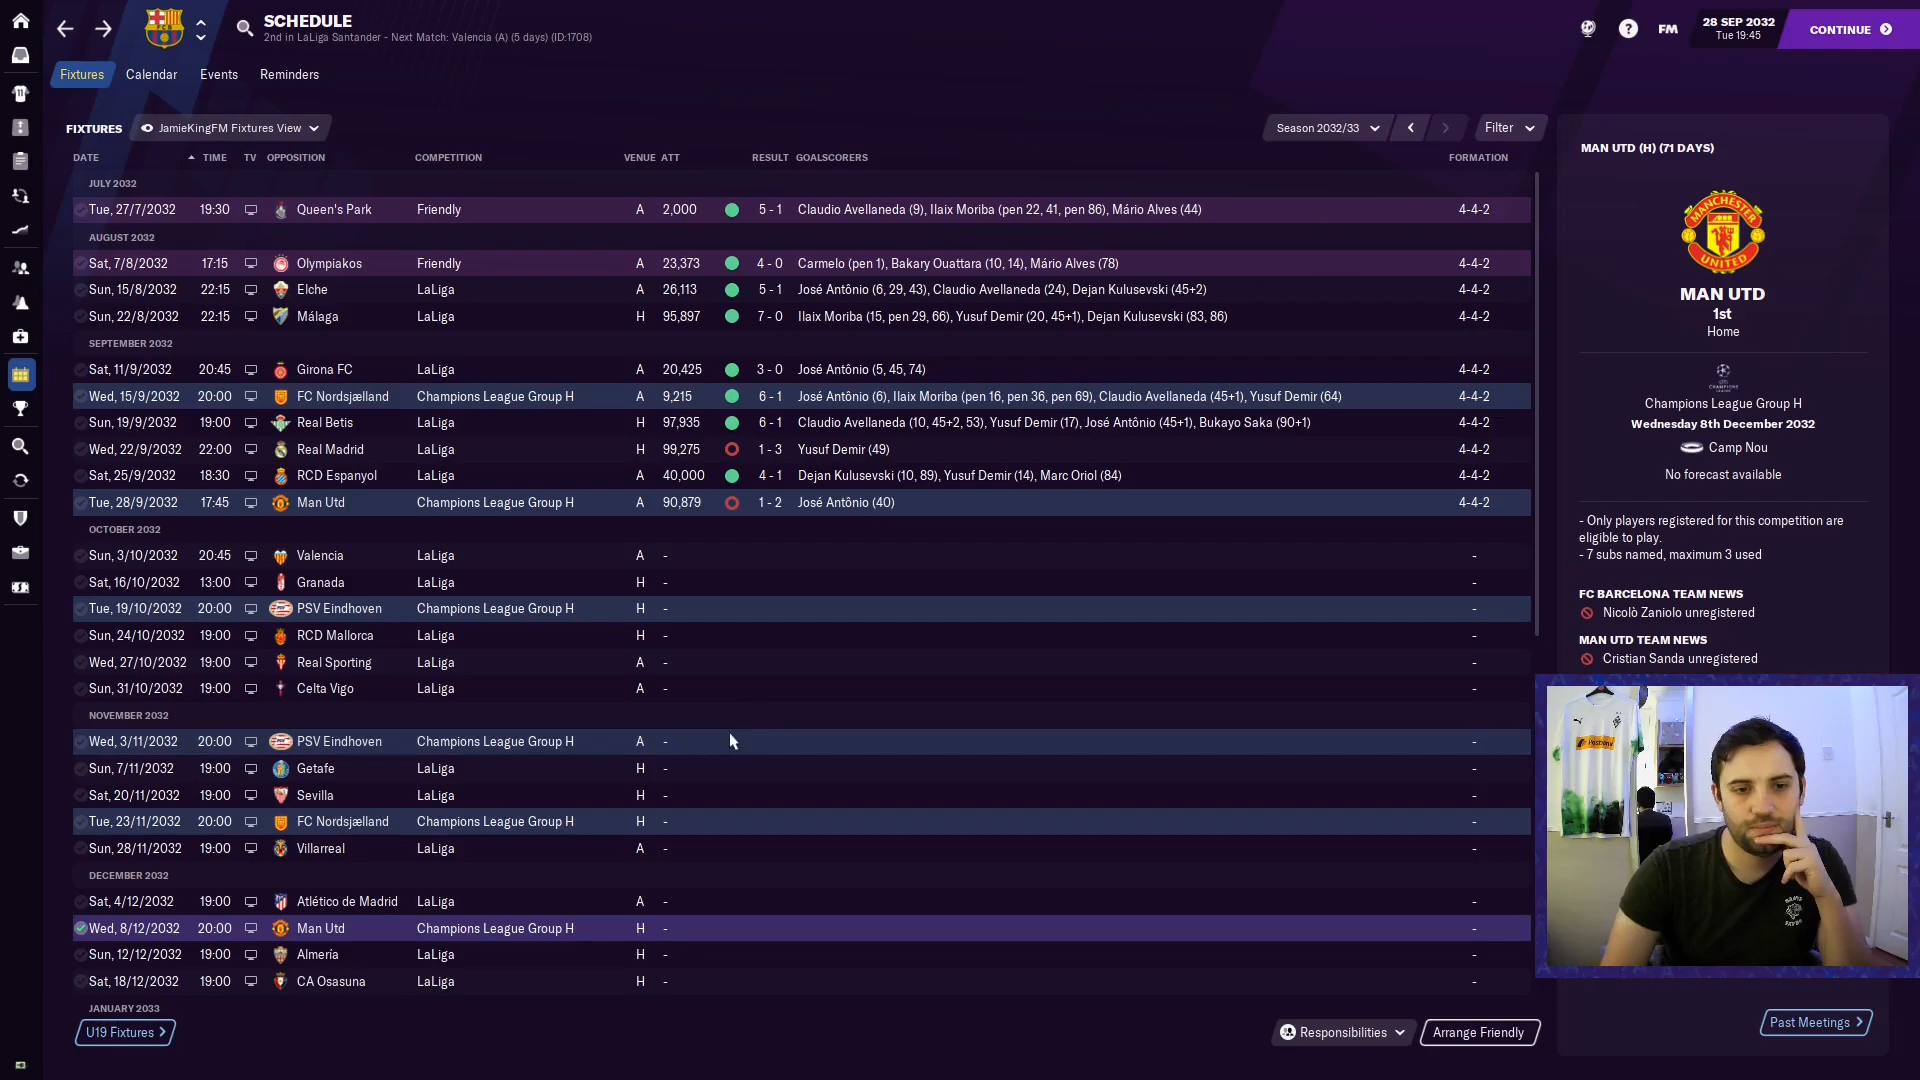 SCHEDULE
2nd in LaLiga Santander - Next Match: Valencia (A) (5 days) (ID:1708)
FM
28 SEP 2032
Tue 19:45
CONTINUE
Fixtures Calendar Events Reminders
FIXTURES JamieKingFM Fixtures View Season 2032/33 Filter
DATE TIME TV OPPOSITION COMPETITION VENUE ATT RESULT GOALSCORERS FORMATION
JULY 2032
Tue, 27/7/2032 19:30 Queen's Park Friendly A 2,000 5 - 1 Claudio Avellaneda (9), Ilaix Moriba (pen 22, 41, pen 86), Mário Alves (44) 4-4-2
AUGUST 2032
Sat, 7/8/2032 17:15 Olympiakos Friendly A 23,373 4 - 0 Carmelo (pen 1), Bakary Ouattara (10, 14), Mário Alves (78) 4-4-2
Sun, 15/8/2032 22:15 Elche LaLiga A 26,113 5 - 1 José Antônio (6, 29, 43), Claudio Avellaneda (24), Dejan Kulusevski (45+2) 4-4-2
Sun, 22/8/2032 22:15 Málaga LaLiga H 95,897 7 - 0 Ilaix Moriba (15, pen 29, 66), Yusuf Demir (20, 45+1), Dejan Kulusevski (83, 86) 4-4-2
SEPTEMBER 2032
Sat, 11/9/2032 20:45 Girona FC LaLiga A 20,425 3 - 0 José Antônio (5, 45, 74) 4-4-2
Wed, 15/9/2032 20:00 FC Nordsjælland Champions League Group H A 9,215 6 - 1 José Antônio (6), Ilaix Moriba (pen 16, pen 36, pen 69), Claudio Avellaneda (45+1), Yusuf Demir (64) 4-4-2
Sun, 19/9/2032 19:00 Real Betis LaLiga H 97,935 6 - 1 Claudio Avellaneda (10, 45+2, 53), Yusuf Demir (17), José Antônio (45+1), Bukayo Saka (90+1) 4-4-2
Wed, 22/9/2032 22:00 Real Madrid LaLiga H 99,275 1 - 3 Yusuf Demir (49) 4-4-2
Sat, 25/9/2032 18:30 RCD Espanyol LaLiga A 40,000 4 - 1 Dejan Kulusevski (10, 89), Yusuf Demir (14), Marc Oriol (84) 4-4-2
Tue, 28/9/2032 17:45 Man Utd Champions League Group H A 90,879 1 - 2 José Antônio (40) 4-4-2
OCTOBER 2032
Sun, 3/10/2032 20:45 Valencia LaLiga A - -
Sat, 16/10/2032 13:00 Granada LaLiga H - -
Tue, 19/10/2032 20:00 PSV Eindhoven Champions League Group H H - -
Sun, 24/10/2032 19:00 RCD Mallorca LaLiga H - -
Wed, 27/10/2032 19:00 Real Sporting LaLiga A - -
Sun, 31/10/2032 19:00 Celta Vigo LaLiga A - -
NOVEMBER 2032
Wed, 3/11/2032 20:00 PSV Eindhoven Champions League Group H A - -
Sun, 7/11/2032 19:00 Getafe LaLiga H - -
Sat, 20/11/2032 19:00 Sevilla LaLiga H - -
Tue, 23/11/2032 20:00 FC Nordsjælland Champions League Group H H - -
Sun, 28/11/2032 19:00 Villarreal LaLiga A - -
DECEMBER 2032
Sat, 4/12/2032 19:00 Atlético de Madrid LaLiga A - -
Wed, 8/12/2032 20:00 Man Utd Champions League Group H H - -
Sun, 12/12/2032 19:00 Almería LaLiga H - -
Sat, 18/12/2032 19:00 CA Osasuna LaLiga H - -
JANUARY 2033
U19 Fixtures Responsibilities Arrange Friendly
MAN UTD (H) (71 DAYS)
MANCHESTER
UNITED
MAN UTD
1st
Home
Champions League Group H
Wednesday 8th December 2032
Camp Nou
No forecast available
- Only players registered for this competition are
eligible to play.
- 7 subs named, maximum 3 used
FC BARCELONA TEAM NEWS
Nicolò Zaniolo unregistered
MAN UTD TEAM NEWS
Cristian Sanda unregistered
Postbank
Past Meetings